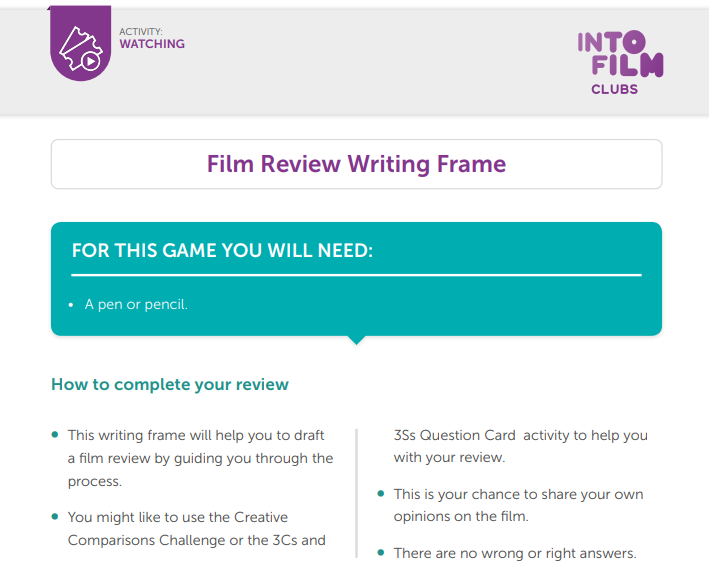 ACTIVITY:
WATCHING
INTO
FILM
CLUBS
Film Review Writing Frame
FOR THIS GAME YOU WILL NEED:
• A pen or pencil.
How to complete your review
• This writing frame will help you to draft
a film review by guiding you through the
process.
• You might like to use the Creative
Comparisons Challenge or the 3Cs and
3Ss Question Card activity to help you
with your review.
• This is your chance to share your own
opinions on the film.
• There are no wrong or right answers.